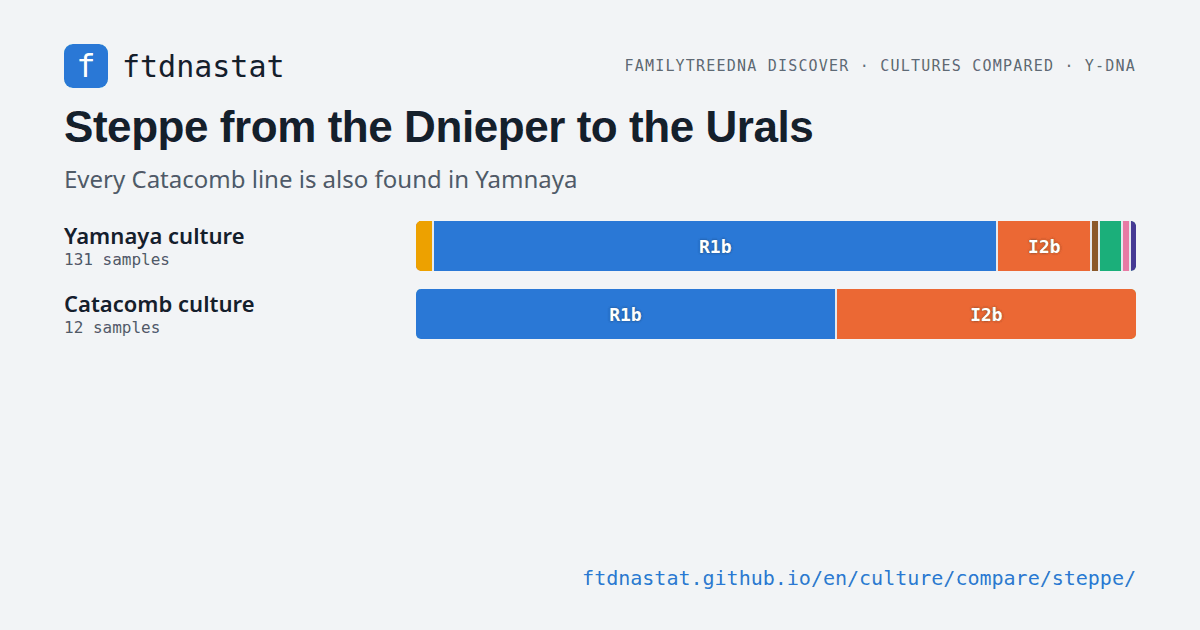 f ftdnastat
FAMILYTREEDNA DISCOVER · CULTURES COMPARED · Y-DNA
Steppe from the Dnieper to the Urals
Every Catacomb line is also found in Yamnaya
Yamnaya culture
131 samples
R1b I2b
Catacomb culture
12 samples
R1b I2b
ftdnastat.github.io/en/culture/compare/steppe/